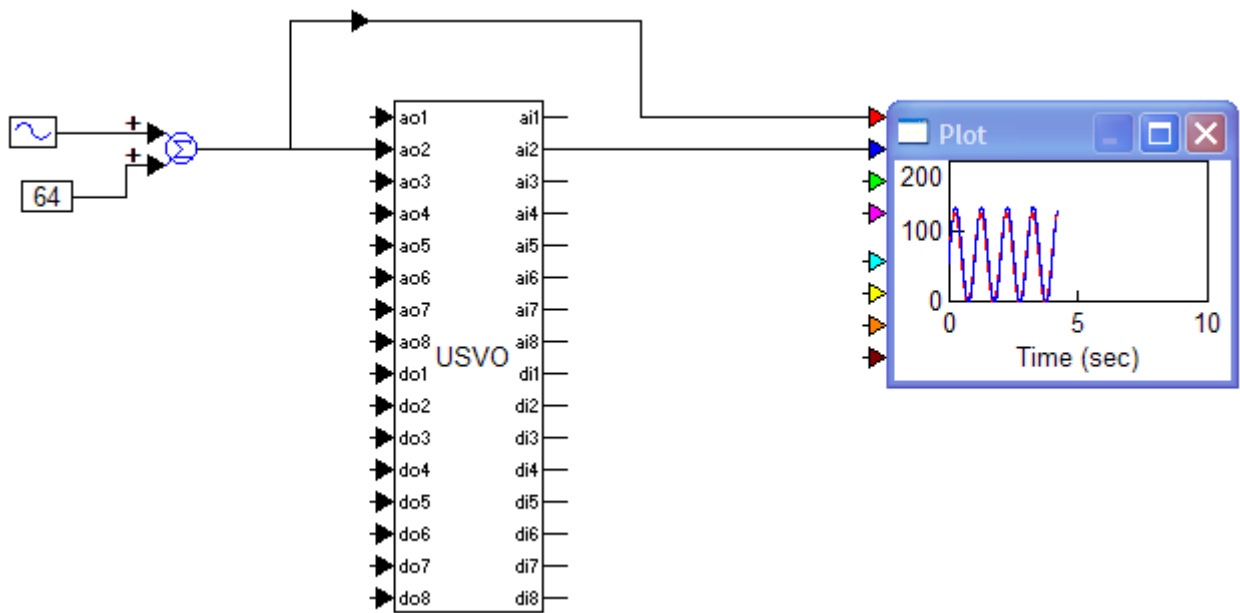 +
+
64
Σ
ao1 ai1
ao2 ai2
ao3 ai3
ao4 ai4
ao5 ai5
ao6 ai6
ao7 ai7
ao8 ai8
USVO
do1 di1
do2 di2
do3 di3
do4 di4
do5 di5
do6 di6
do7 di7
do8 di8
Plot
200
100
0
0 5 10
Time (sec)